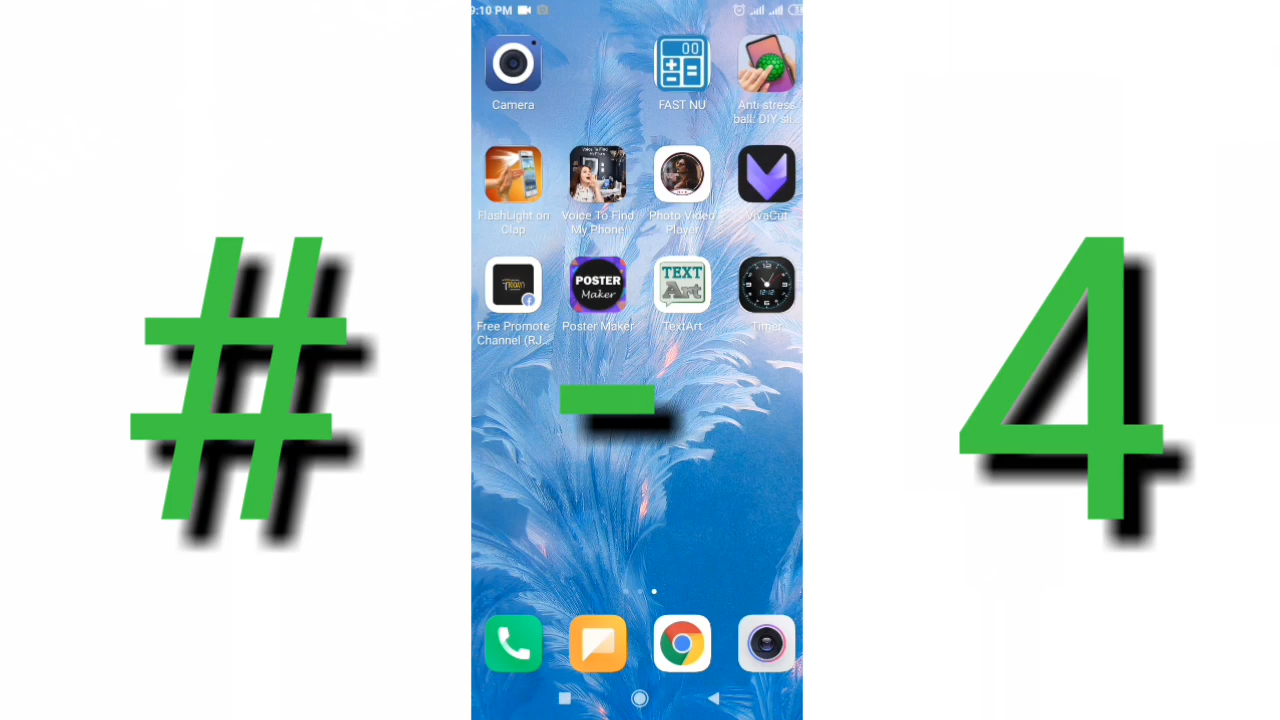 9:10 PM
Camera
FAST NU
Anti stress
ball: DIY si...
FlashLight on
Clap
Voice To Find
My Phone
Photo Video
Player
VivaCut
Free Promote
Channel (RJ...
POSTER
Maker
Poster Maker
TEXT
Art
TextArt
Timer
# - 4